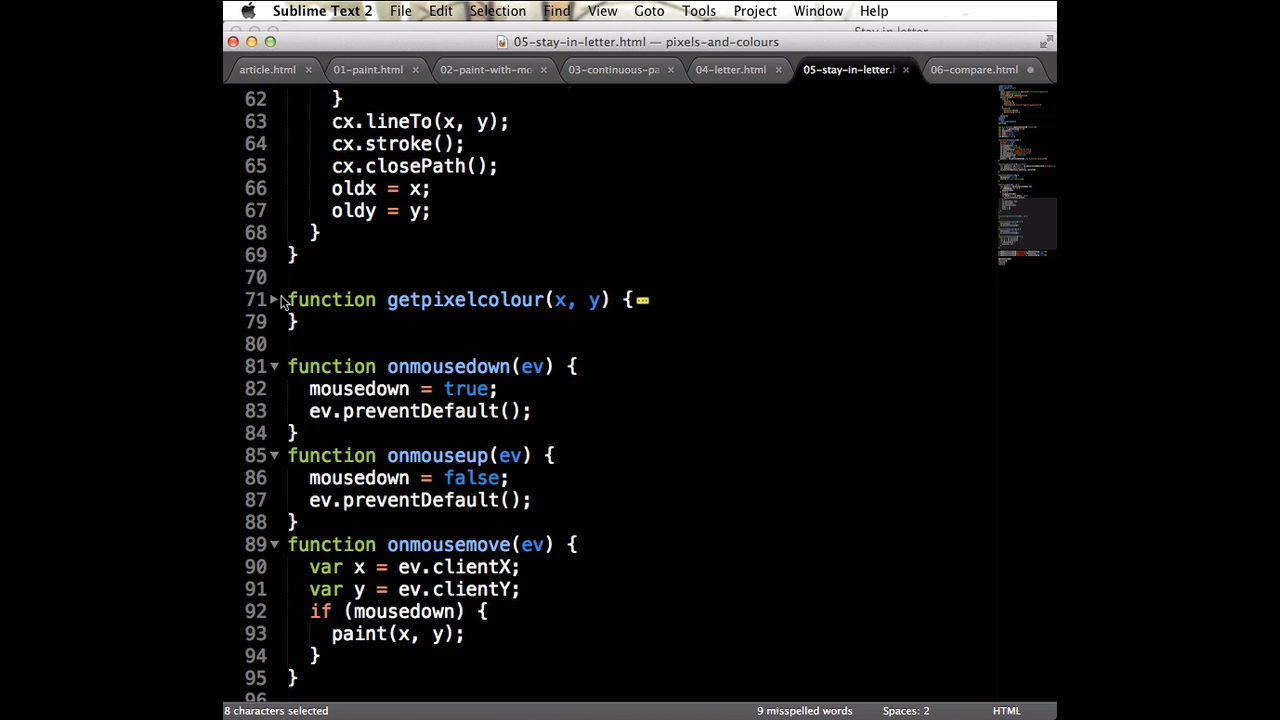 Sublime Text 2 File Edit Selection Find View Goto Tools Project Window Help
05-stay-in-letter.html — pixels-and-colours
article.html × 01-paint.html × 02-paint-with-mo × 03-continuous-pa × 04-letter.html × 05-stay-in-letter.h × 06-compare.html
62 }
63 cx.lineTo(x, y);
64 cx.stroke();
65 cx.closePath();
66 oldx = x;
67 oldy = y;
68 }
69 }
70
71 function getpixelcolour(x, y) {
79 }
80
81 function onmousedown(ev) {
82 mousedown = true;
83 ev.preventDefault();
84 }
85 function onmouseup(ev) {
86 mousedown = false;
87 ev.preventDefault();
88 }
89 function onmousemove(ev) {
90 var x = ev.clientX;
91 var y = ev.clientY;
92 if (mousedown) {
93 paint(x, y);
94 }
95 }
96
8 characters selected 9 misspelled words Spaces: 2 HTML